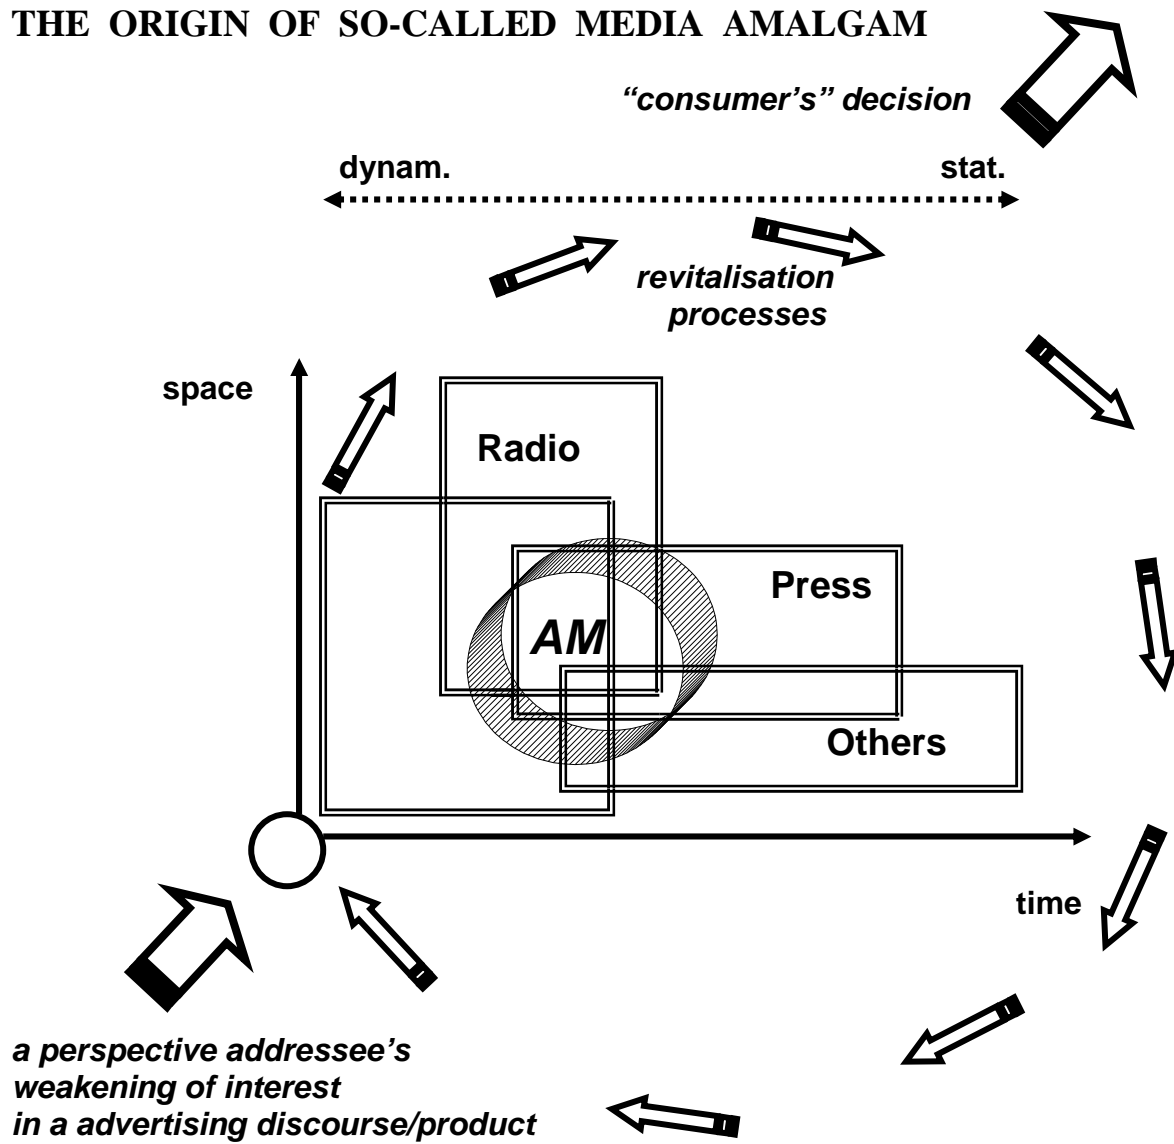 THE ORIGIN OF SO-CALLED MEDIA AMALGAM
“consumer’s” decision
dynam.
stat.
revitalisation
processes
space
Radio
Press
AM
Others
time
a perspective addressee’s
weakening of interest
in a advertising discourse/product